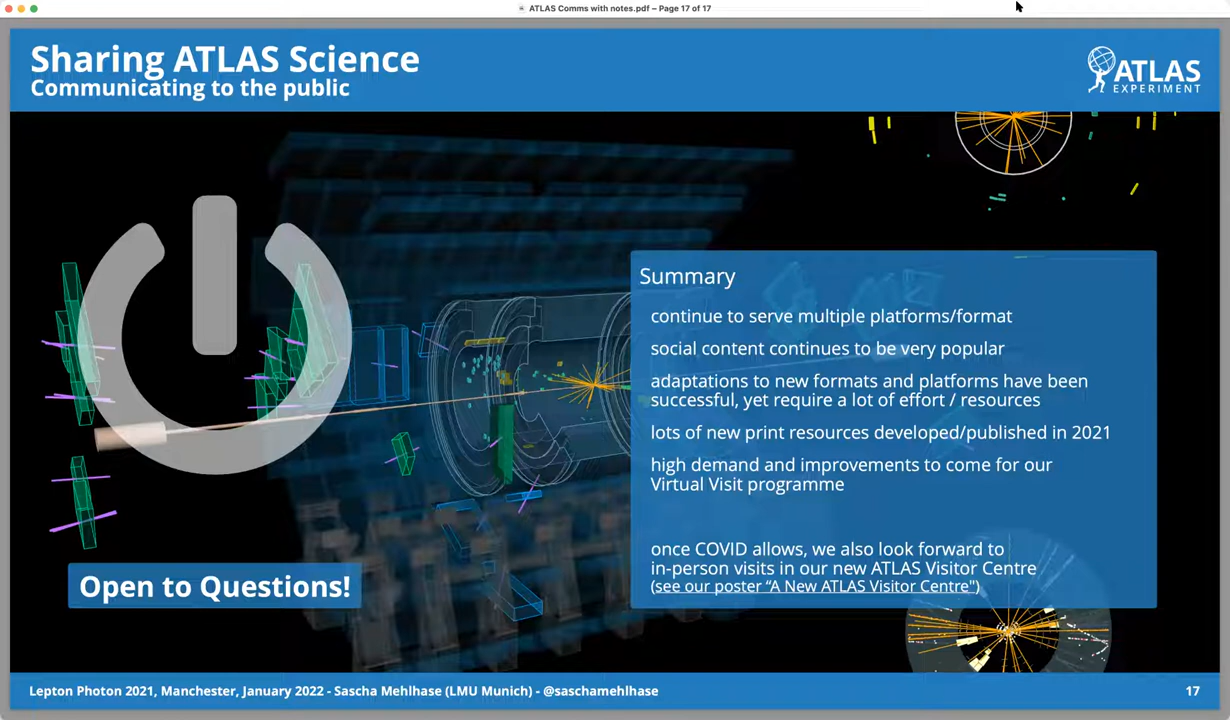 ATLAS Comms with notes.pdf – Page 17 of 17
Sharing ATLAS Science
Communicating to the public
ATLAS
EXPERIMENT
Summary
continue to serve multiple platforms/format
social content continues to be very popular
adaptations to new formats and platforms have been
successful, yet require a lot of effort / resources
lots of new print resources developed/published in 2021
high demand and improvements to come for our
Virtual Visit programme
once COVID allows, we also look forward to
in-person visits in our new ATLAS Visitor Centre
(see our poster “A New ATLAS Visitor Centre")
Open to Questions!
Lepton Photon 2021, Manchester, January 2022 - Sascha Mehlhase (LMU Munich) - @saschamehlhase
17